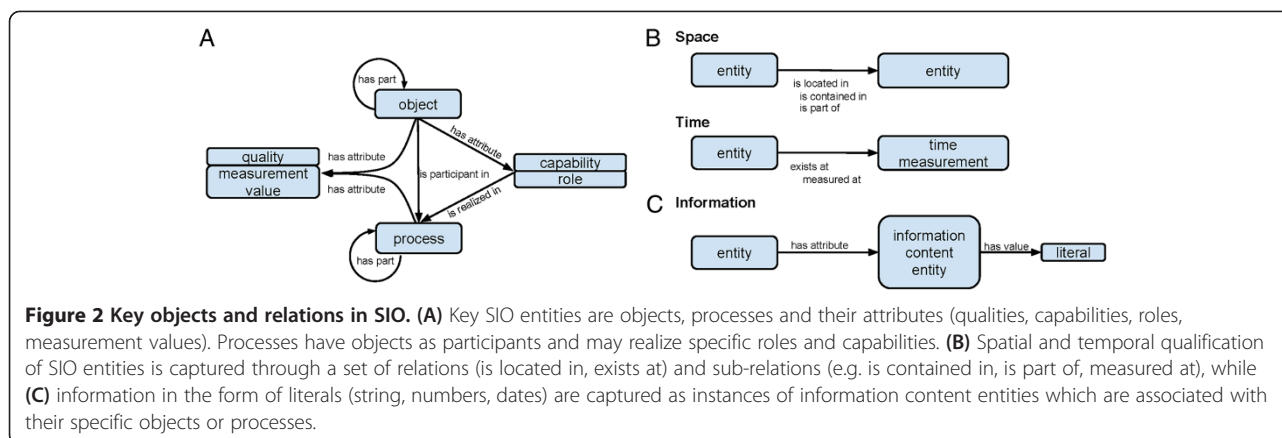 A
has part
object
has attribute
has attribute
quality
measurement
value
has attribute
is participant in
capability
role
is realized in
process
has part
B Space
entity
is located in
is contained in
is part of
entity
Time
entity
exists at
measured at
time
measurement
C Information
entity
has attribute
information
content
entity
has value
literal
Figure 2 Key objects and relations in SIO. (A) Key SIO entities are objects, processes and their attributes (qualities, capabilities, roles,
measurement values). Processes have objects as participants and may realize specific roles and capabilities. (B) Spatial and temporal qualification
of SIO entities is captured through a set of relations (is located in, exists at) and sub-relations (e.g. is contained in, is part of, measured at), while
(C) information in the form of literals (string, numbers, dates) are captured as instances of information content entities which are associated with
their specific objects or processes.